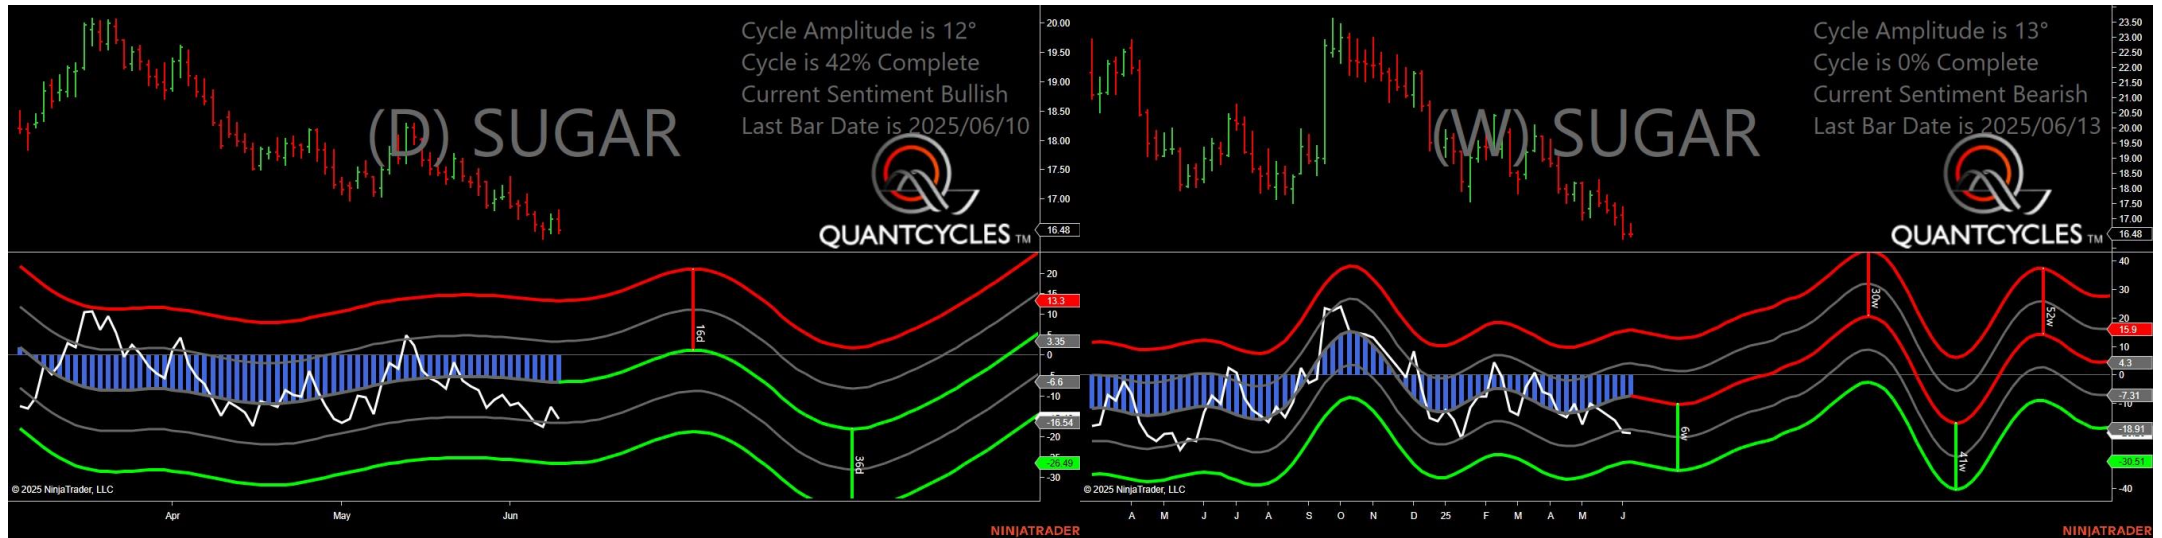 Cycle Amplitude is 12°
Cycle is 42% Complete
Current Sentiment Bullish
Last Bar Date is 2025/06/10
(D) SUGAR
QUANTCYCLES TM
20.00
19.50
19.00
18.50
18.00
17.50
17.00
16.48
20
15
13.3
10
5
3.35
0
-5
-6.6
-10
-16.54
-20
-26.49
-30
16d
36d
© 2025 NinjaTrader, LLC
Apr
May
Jun
NINJATRADER
Cycle Amplitude is 13°
Cycle is 0% Complete
Current Sentiment Bearish
Last Bar Date is 2025/06/13
(W) SUGAR
QUANTCYCLES TM
23.50
23.00
22.50
22.00
21.50
21.00
20.50
20.00
19.50
19.00
18.50
18.00
17.50
17.00
16.48
40
30
20
15.9
10
4.3
0
-7.31
-10
-18.91
-30.51
-40
6w
30w
41w
52w
© 2025 NinjaTrader, LLC
A
M
J
J
A
S
O
N
D
25
F
M
A
M
J
NINJATRADER